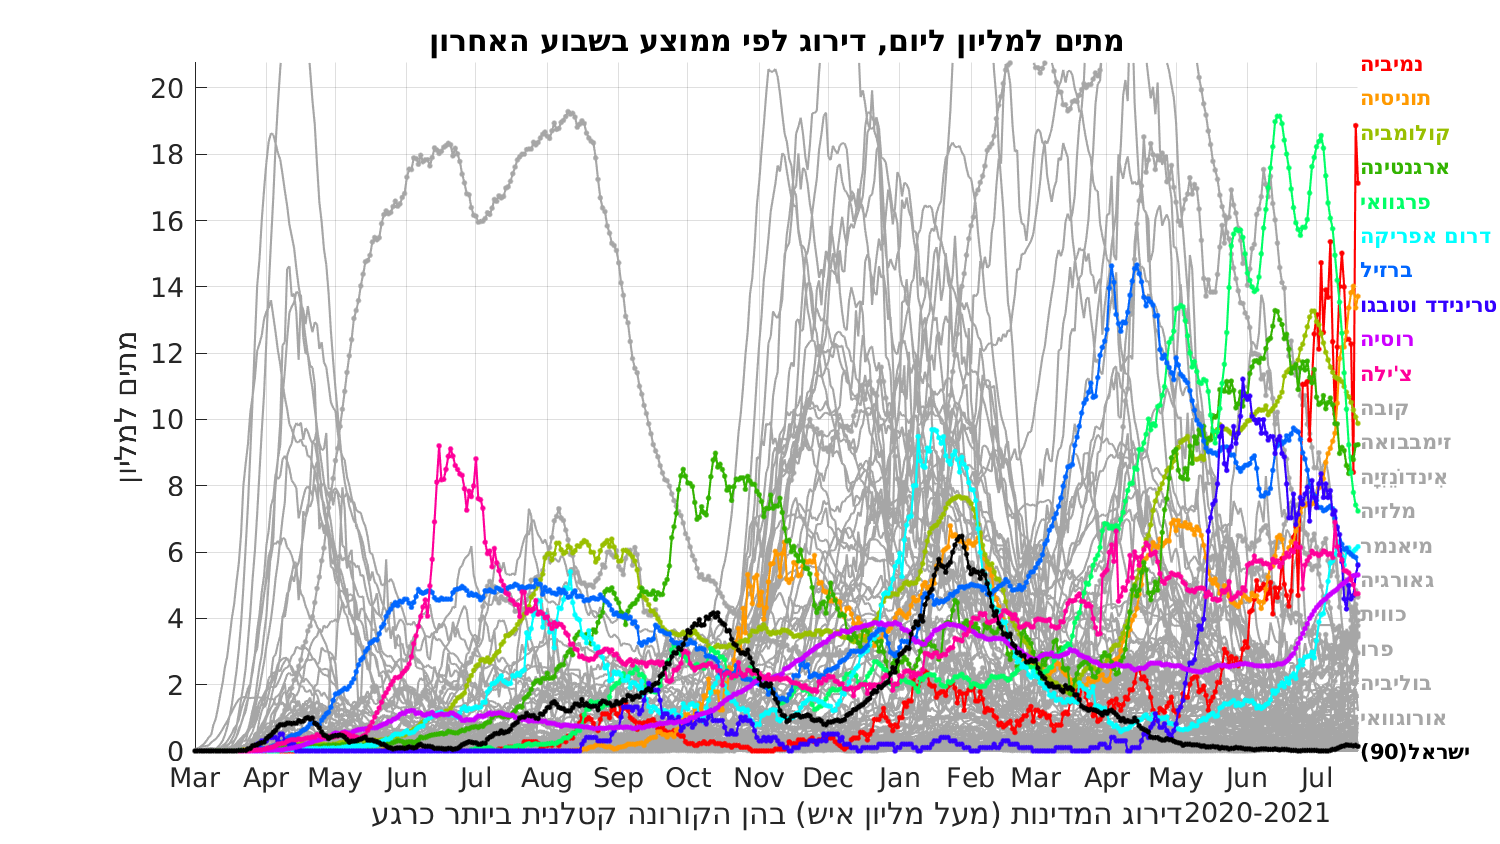 מתים למליון ליום, דירוג לפי ממוצע בשבוע האחרון
מתים למליון
20
18
16
14
12
10
8
6
4
2
0
Mar Apr May Jun Jul Aug Sep Oct Nov Dec Jan Feb Mar Apr May Jun Jul
דירוג המדינות (מעל מליון איש) בהן הקורונה קטלנית ביותר כרגע2020-2021
נמיביה
תוניסיה
קולומביה
ארגנטינה
פרגוואי
דרום אפריקה
ברזיל
טרינידד וטובגו
רוסיה
צ'ילה
קובה
זימבבואה
אִינדוֹנֵזְיָה
מלזיה
מיאנמר
גאורגיה
כווית
פרו
בוליביה
אורוגוואי
ישראל(90)